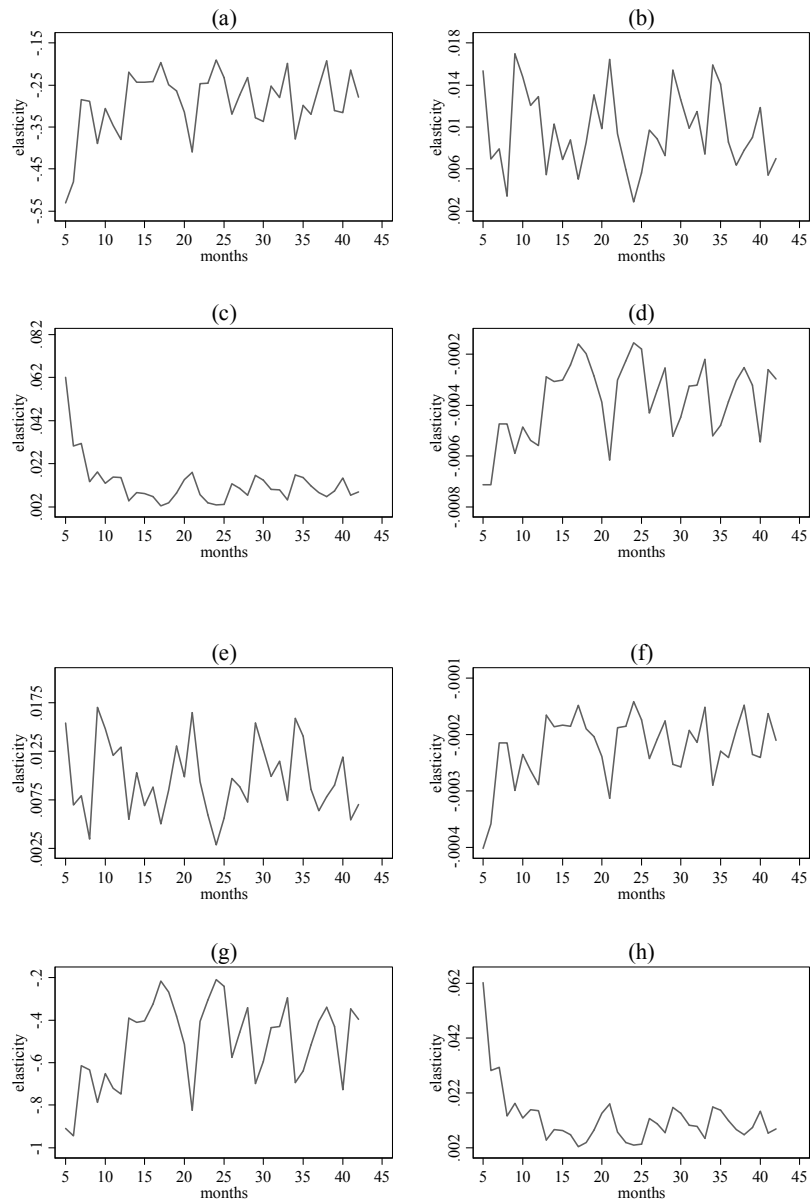 (a)
-.15
-.25
-.35
-.45
-.55
elasticity
5 10 15 20 25 30 35 40 45
months
(b)
.018
.014
.01
.006
.002
elasticity
5 10 15 20 25 30 35 40 45
months
(c)
.082
.062
.042
.022
.002
elasticity
5 10 15 20 25 30 35 40 45
months
(d)
-.0002
-.0004
-.0006
-.0008
elasticity
5 10 15 20 25 30 35 40 45
months
(e)
.0175
.0125
.0075
.0025
elasticity
5 10 15 20 25 30 35 40 45
months
(f)
-.0001
-.0002
-.0003
-.0004
elasticity
5 10 15 20 25 30 35 40 45
months
(g)
-.2
-.4
-.6
-.8
-1
elasticity
5 10 15 20 25 30 35 40 45
months
(h)
.062
.042
.022
.002
elasticity
5 10 15 20 25 30 35 40 45
months